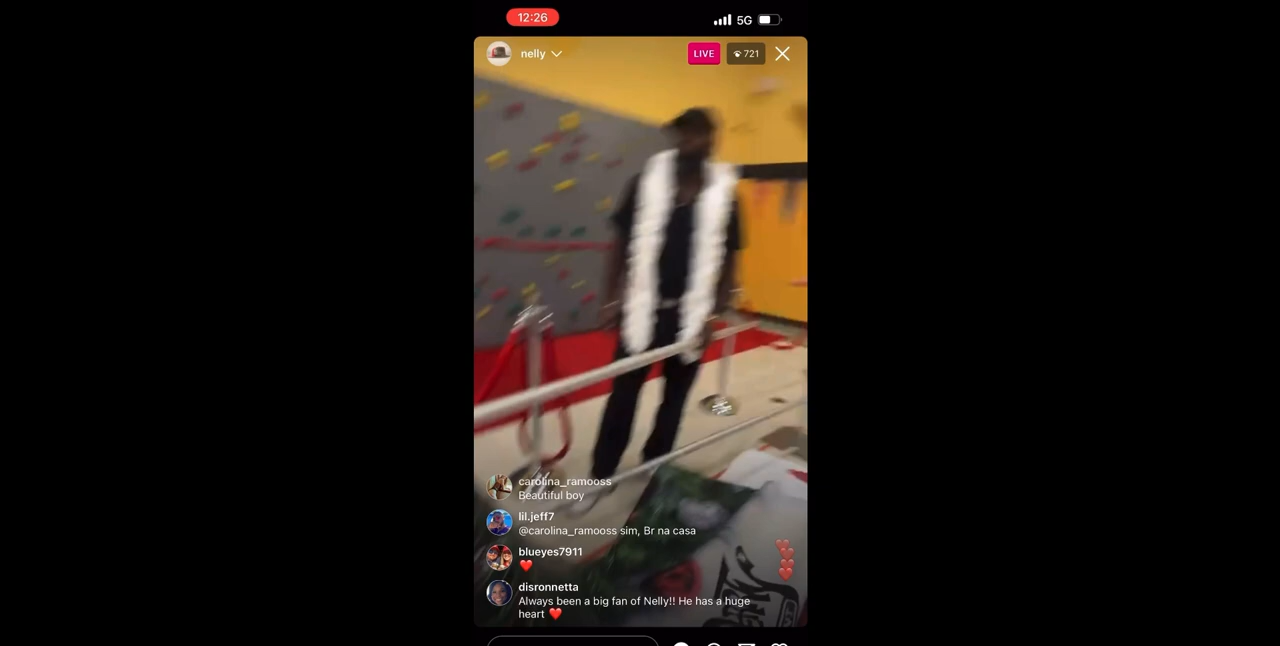 12:26
5G
nelly
LIVE
721
carolina_ramooss
Beautiful boy
lil.jeff7
@carolina_ramooss sim, Br na casa
blueyes7911
❤️
disronnetta
Always been a big fan of Nelly!! He has a huge
heart ❤️